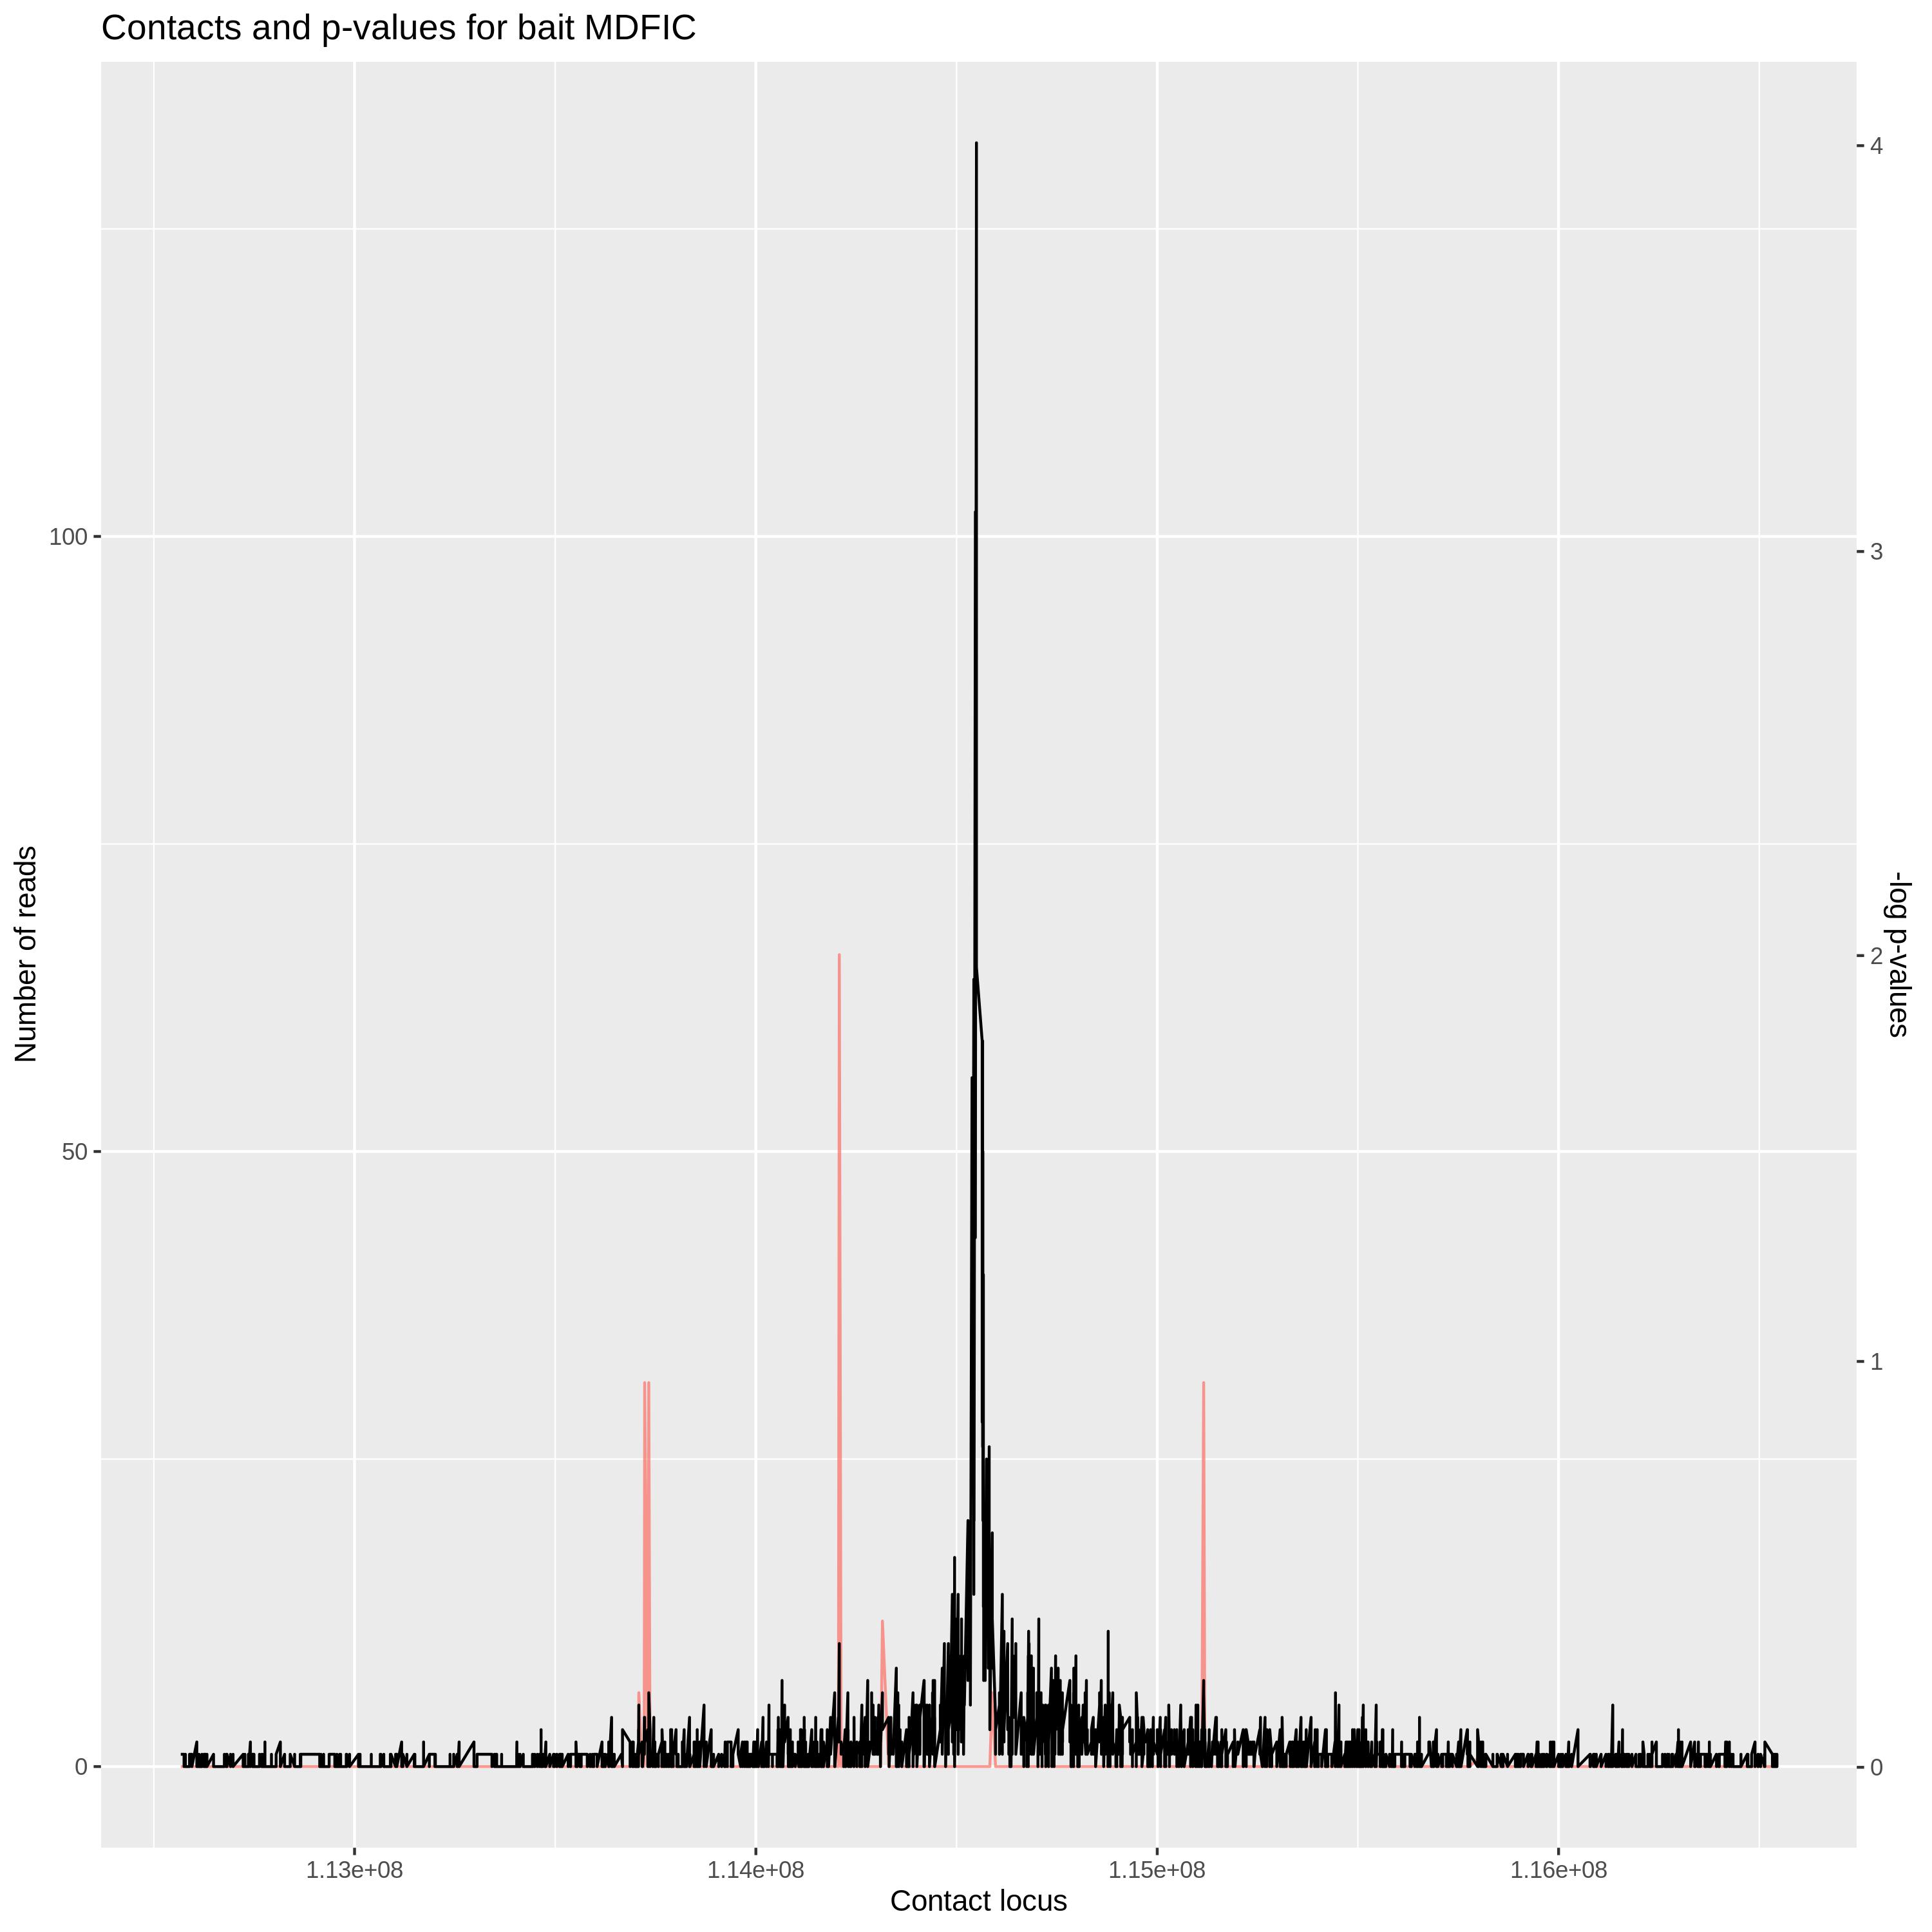 Contacts and p-values for bait MDFIC
Number of reads
100
50
0
4
3
2
1
0
-log p-values
1.13e+08
1.14e+08
1.15e+08
1.16e+08
Contact locus